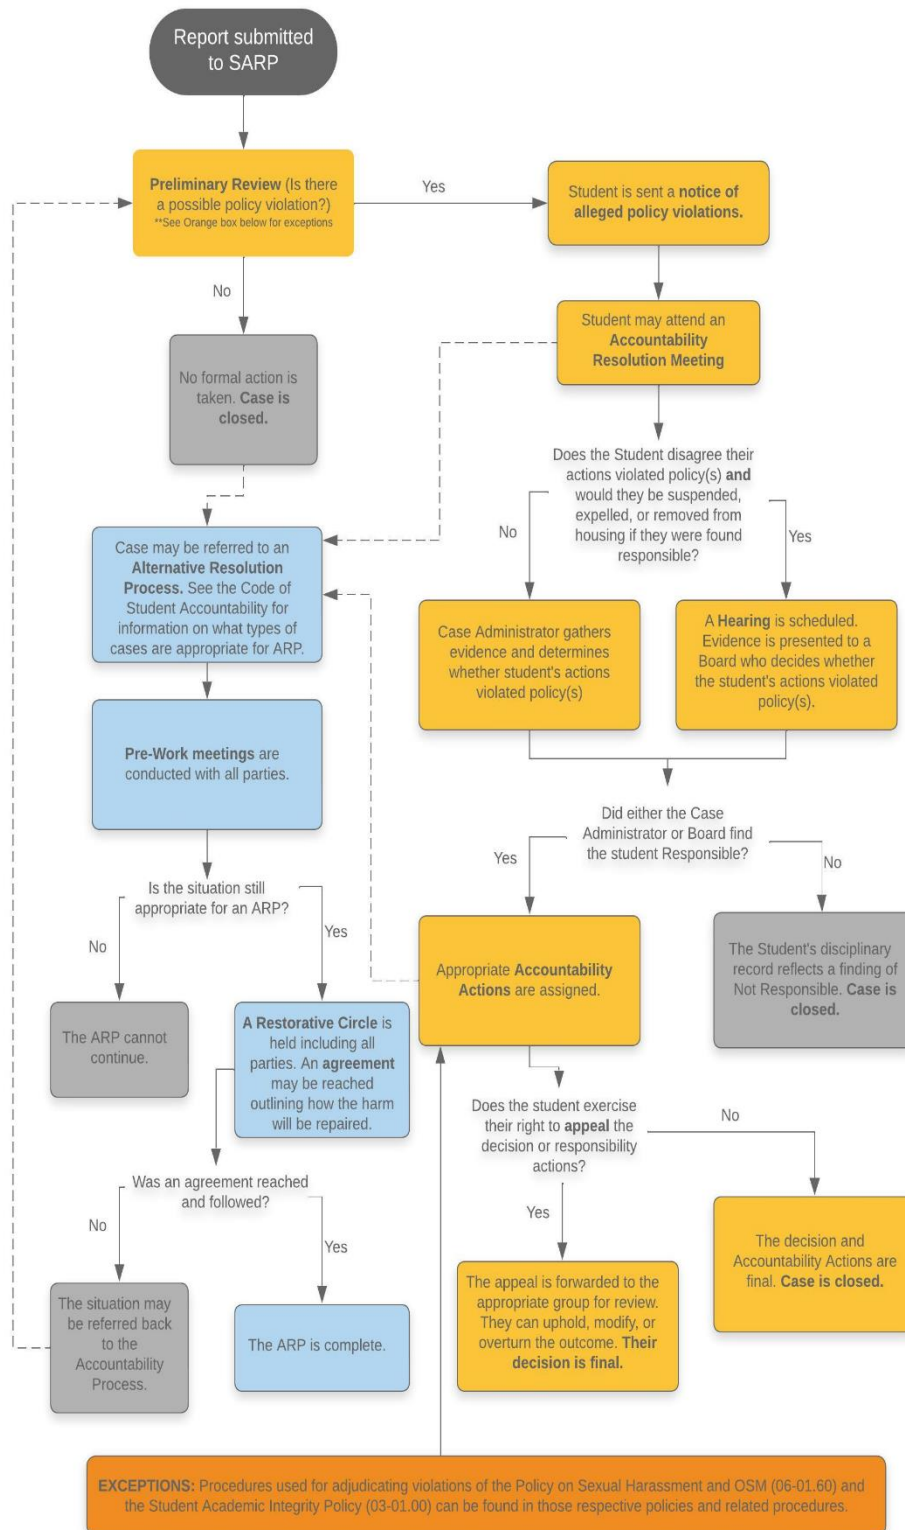 Report submitted
to SARP
Preliminary Review (Is there
a possible policy violation?)
**See Orange box below for exceptions
Yes
Student is sent a notice of
alleged policy violations.
No
Student may attend an
Accountability
Resolution Meeting
No formal action is
taken. Case is
closed.
Does the Student disagree their
actions violated policy(s) and
would they be suspended,
expelled, or removed from
housing if they were found
responsible?
No
Yes
Case may be referred to an
Alternative Resolution
Process. See the Code of
Student Accountability for
information on what types of
cases are appropriate for ARP.
Case Administrator gathers
evidence and determines
whether student's actions
violated policy(s)
A Hearing is scheduled.
Evidence is presented to a
Board who decides whether
the student's actions violated
policy(s).
Pre-Work meetings are
conducted with all parties.
Did either the Case
Administrator or Board find
the student Responsible?
Yes
No
Is the situation still
appropriate for an ARP?
No
Yes
Appropriate Accountability
Actions are assigned.
The Student's disciplinary
record reflects a finding of
Not Responsible. Case is
closed.
The ARP cannot
continue.
A Restorative Circle is
held including all
parties. An agreement
may be reached
outlining how the harm
will be repaired.
Does the student exercise
their right to appeal the
decision or responsibility
actions?
No
Yes
Was an agreement reached
and followed?
No
Yes
The decision and
Accountability Actions are
final. Case is closed.
The appeal is forwarded to the
appropriate group for review.
They can uphold, modify, or
overturn the outcome. Their
decision is final.
The situation may
be referred back
to the
Accountability
Process.
The ARP is complete.
EXCEPTIONS: Procedures used for adjudicating violations of the Policy on Sexual Harassment and OSM (06-01.60) and
the Student Academic Integrity Policy (03-01.00) can be found in those respective policies and related procedures.